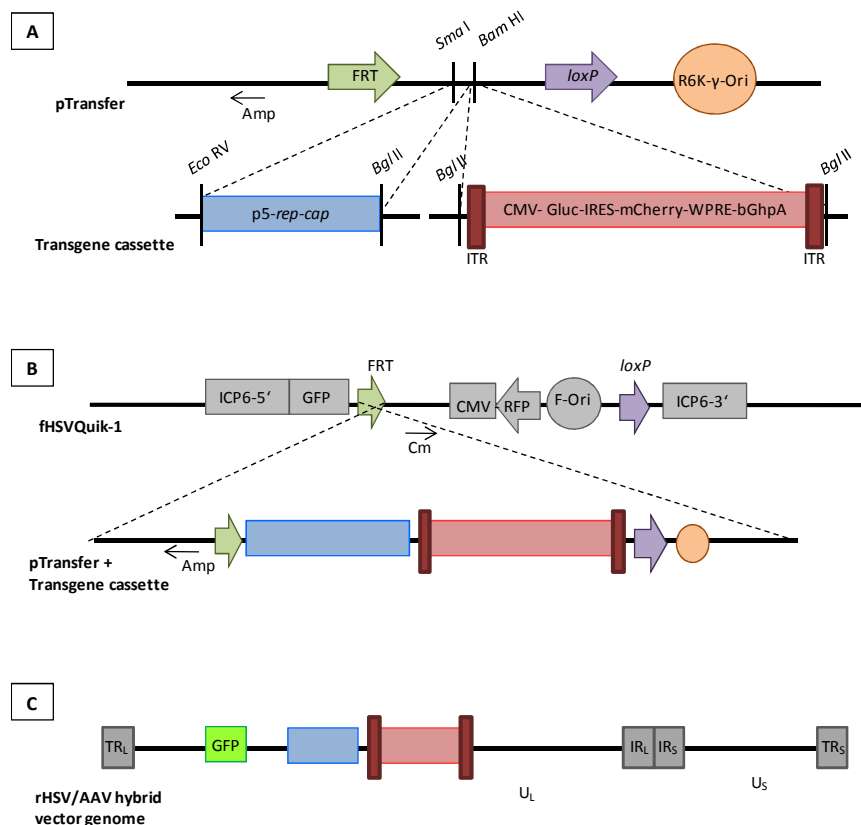 A
Sma I
Bam HI
FRT
loxP
R6K-γ-Ori
Amp
pTransfer
Eco RV
Bgl II
Bgl II
Bgl II
p5-rep-cap
CMV- Gluc-IRES-mCherry-WPRE-bGhpA
Transgene cassette
ITR
ITR
B
FRT
loxP
ICP6-5‘
GFP
CMV
RFP
F-Ori
ICP6-3‘
fHSVQuik-1
Cm
Amp
pTransfer +
Transgene cassette
C
TRL
GFP
IRL
IRS
TRS
UL
US
rHSV/AAV hybrid
vector genome